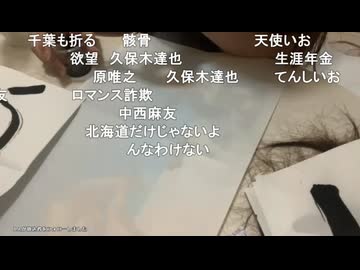 千葉も折る 骸骨 天使いお
欲望 久保木達也 生涯年金
原唯之 久保木達也 てんしいお
友 ロマンス詐欺
中西麻友
北海道だけじゃないよ
んなわけない